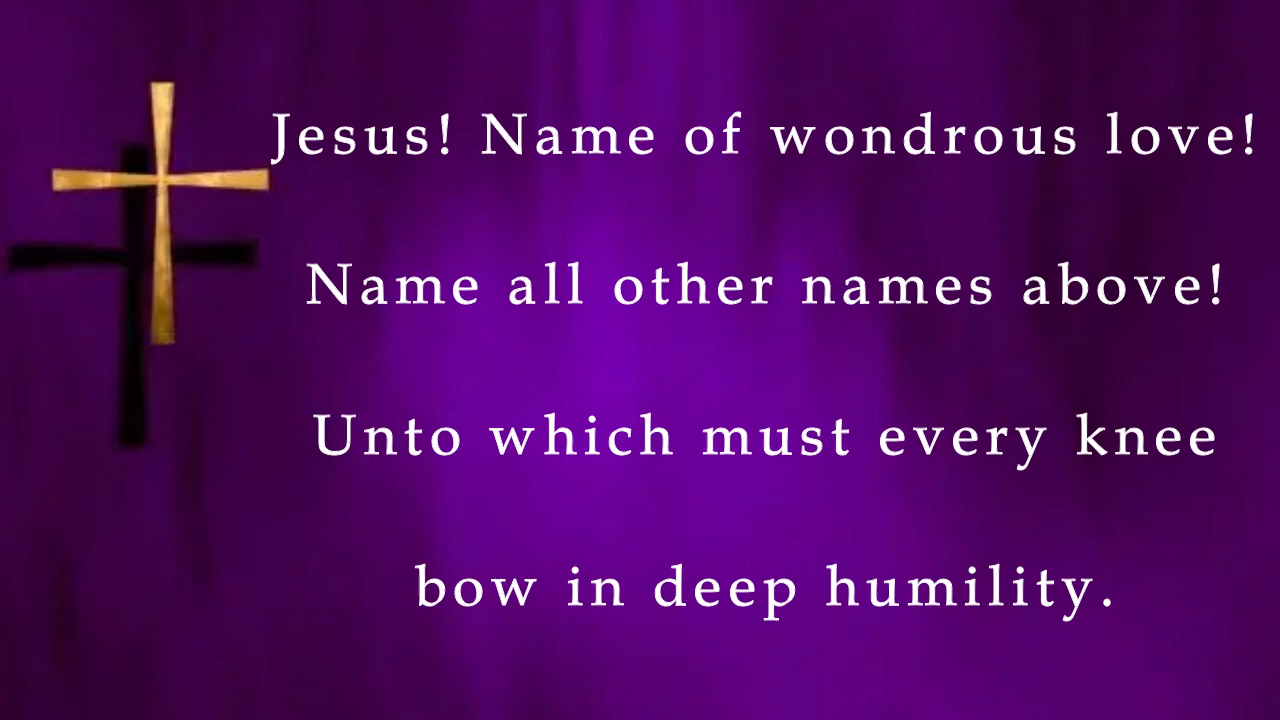 Jesus! Name of wondrous love!
Name all other names above!
Unto which must every knee
bow in deep humility.